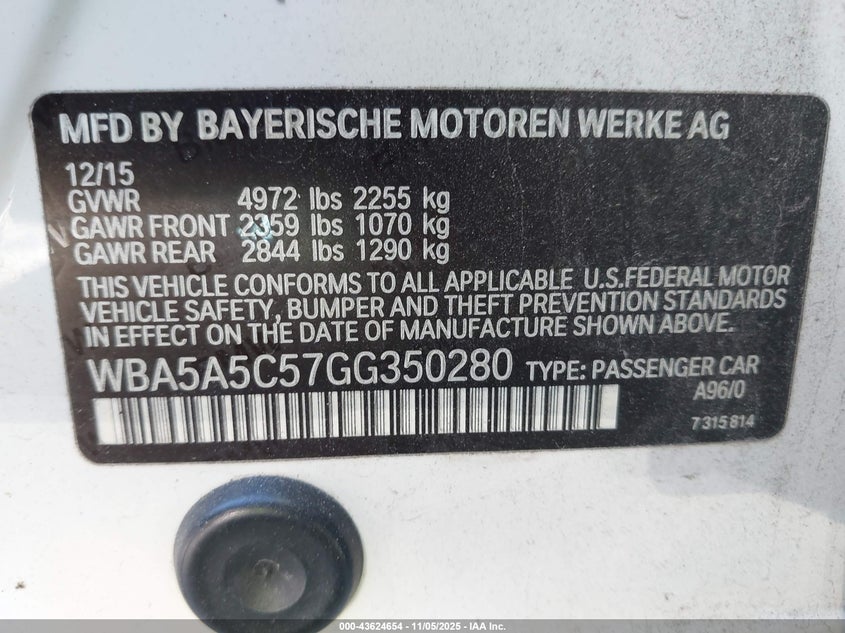 MFD BY BAYERISCHE MOTOREN WERKE AG
12/15
GVWR 4972 lbs 2255 kg
GAWR FRONT 2359 lbs 1070 kg
GAWR REAR 2844 lbs 1290 kg
THIS VEHICLE CONFORMS TO ALL APPLICABLE U.S.FEDERAL MOTOR
VEHICLE SAFETY, BUMPER AND THEFT PREVENTION STANDARDS
IN EFFECT ON THE DATE OF MANUFACTURE SHOWN ABOVE.
WBA5A5C57GG350280 TYPE: PASSENGER CAR
A96/0
7315814
000-43624654 - 11/05/2025 - IAA Inc.